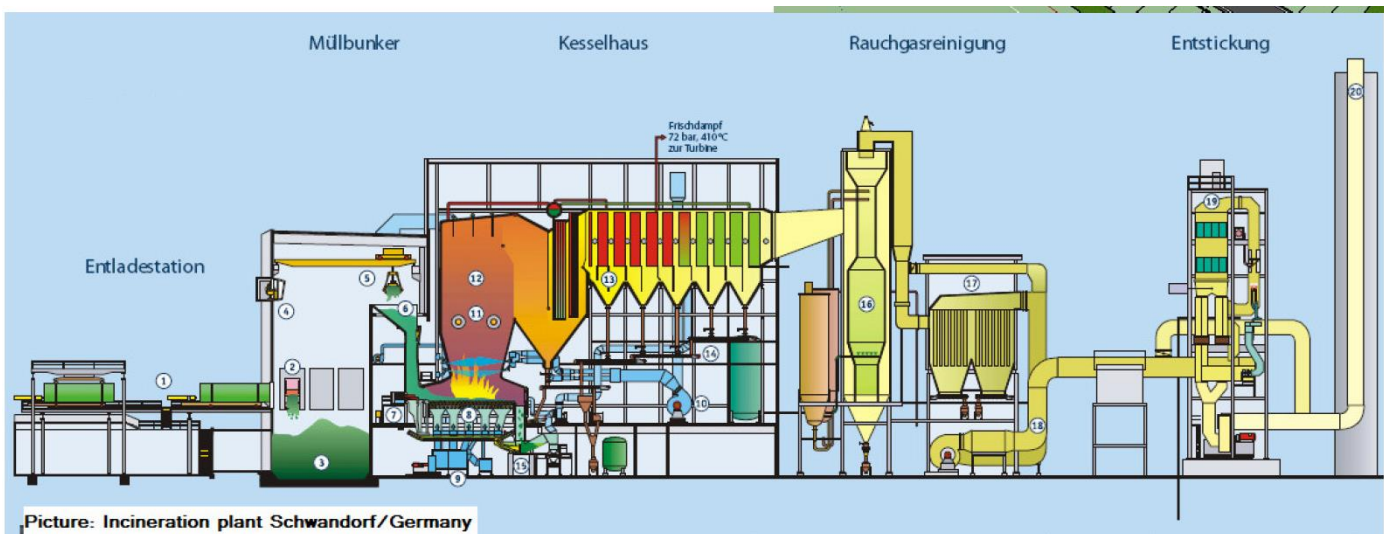 Müllbunker
Kesselhaus
Rauchgasreinigung
Entstickung
Frischdampf
72 bar, 410°C
zur Turbine
Entladestation
1
2
3
4
5
6
7
8
9
10
11
12
13
14
15
16
17
18
19
20
Picture: Incineration plant Schwandorf/Germany